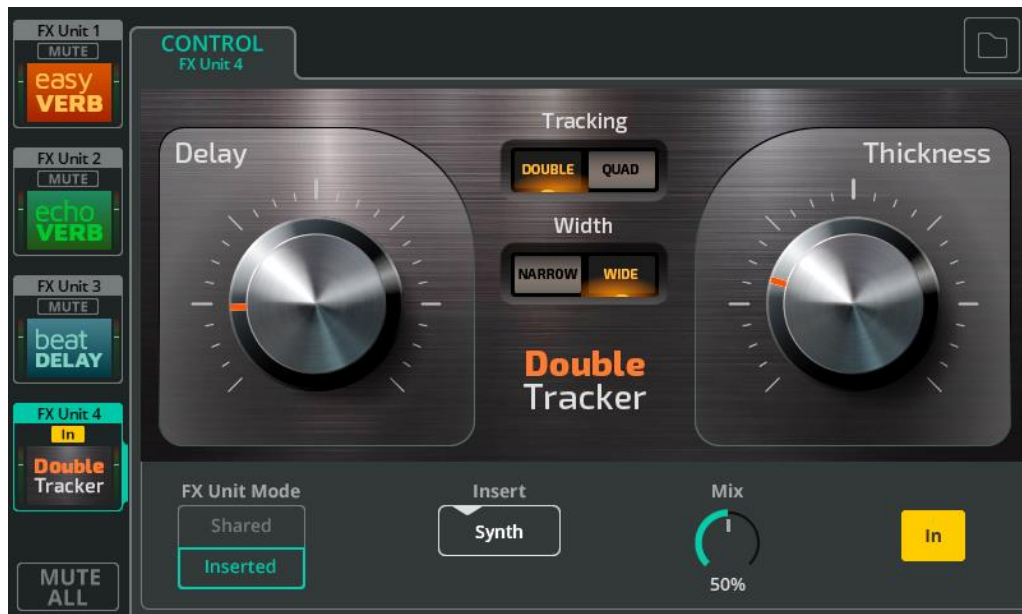 FX Unit 1
MUTE
easy
VERB
FX Unit 2
MUTE
echo
VERB
FX Unit 3
MUTE
beat
DELAY
FX Unit 4
In
Double
Tracker
MUTE
ALL
CONTROL
FX Unit 4
Delay
Tracking
DOUBLE QUAD
Width
NARROW WIDE
Double
Tracker
Thickness
FX Unit Mode
Shared
Inserted
Insert
Synth
Mix
50%
In